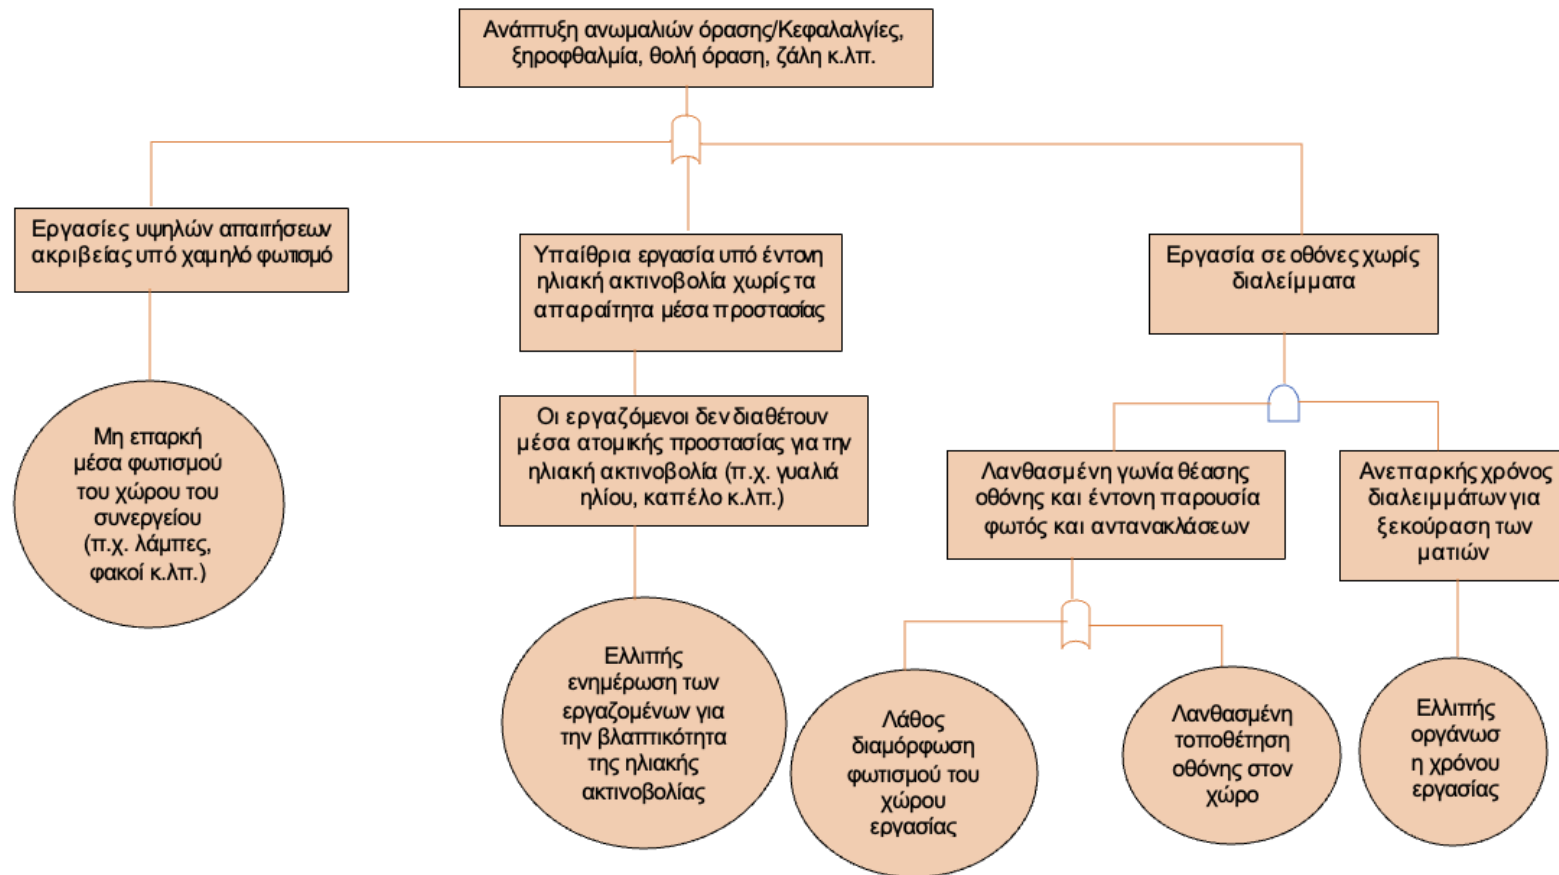 Ανάπτυξη ανωμαλιών όρασης/Κεφαλαλγίες,
ξηροφθαλμία, θολή όραση, ζάλη κ.λπ.
Εργασίες υψηλών απαιτήσεων
ακριβείας υπό χαμηλό φωτισμό
Υπαίθρια εργασία υπό έντονη
ηλιακή ακτινοβολία χωρίς τα
απαραίτητα μέσα προστασίας
Εργασία σε οθόνες χωρίς
διαλείμματα
Μη επαρκή
μέσα φωτισμού
του χώρου του
συνεργείου
(π.χ. λάμπες,
φακοί κ.λπ.)
Οι εργαζόμενοι δεν διαθέτουν
μέσα ατομικής προστασίας για την
ηλιακή ακτινοβολία (π.χ. γυαλιά
ηλίου, καπέλο κ.λπ.)
Λανθασμένη γωνία θέασης
οθόνης και έντονη παρουσία
φωτός και αντανακλάσεων
Ανεπαρκής χρόνος
διαλειμμάτων για
ξεκούραση των
ματιών
Ελλιπής
ενημέρωση των
εργαζομένων για
την βλαπτικότητα
της ηλιακής
ακτινοβολίας
Λάθος
διαμόρφωση
φωτισμού του
χώρου
εργασίας
Λανθασμένη
τοποθέτηση
οθόνης στον
χώρο
Ελλιπής
οργάνωσ
η χρόνου
εργασίας